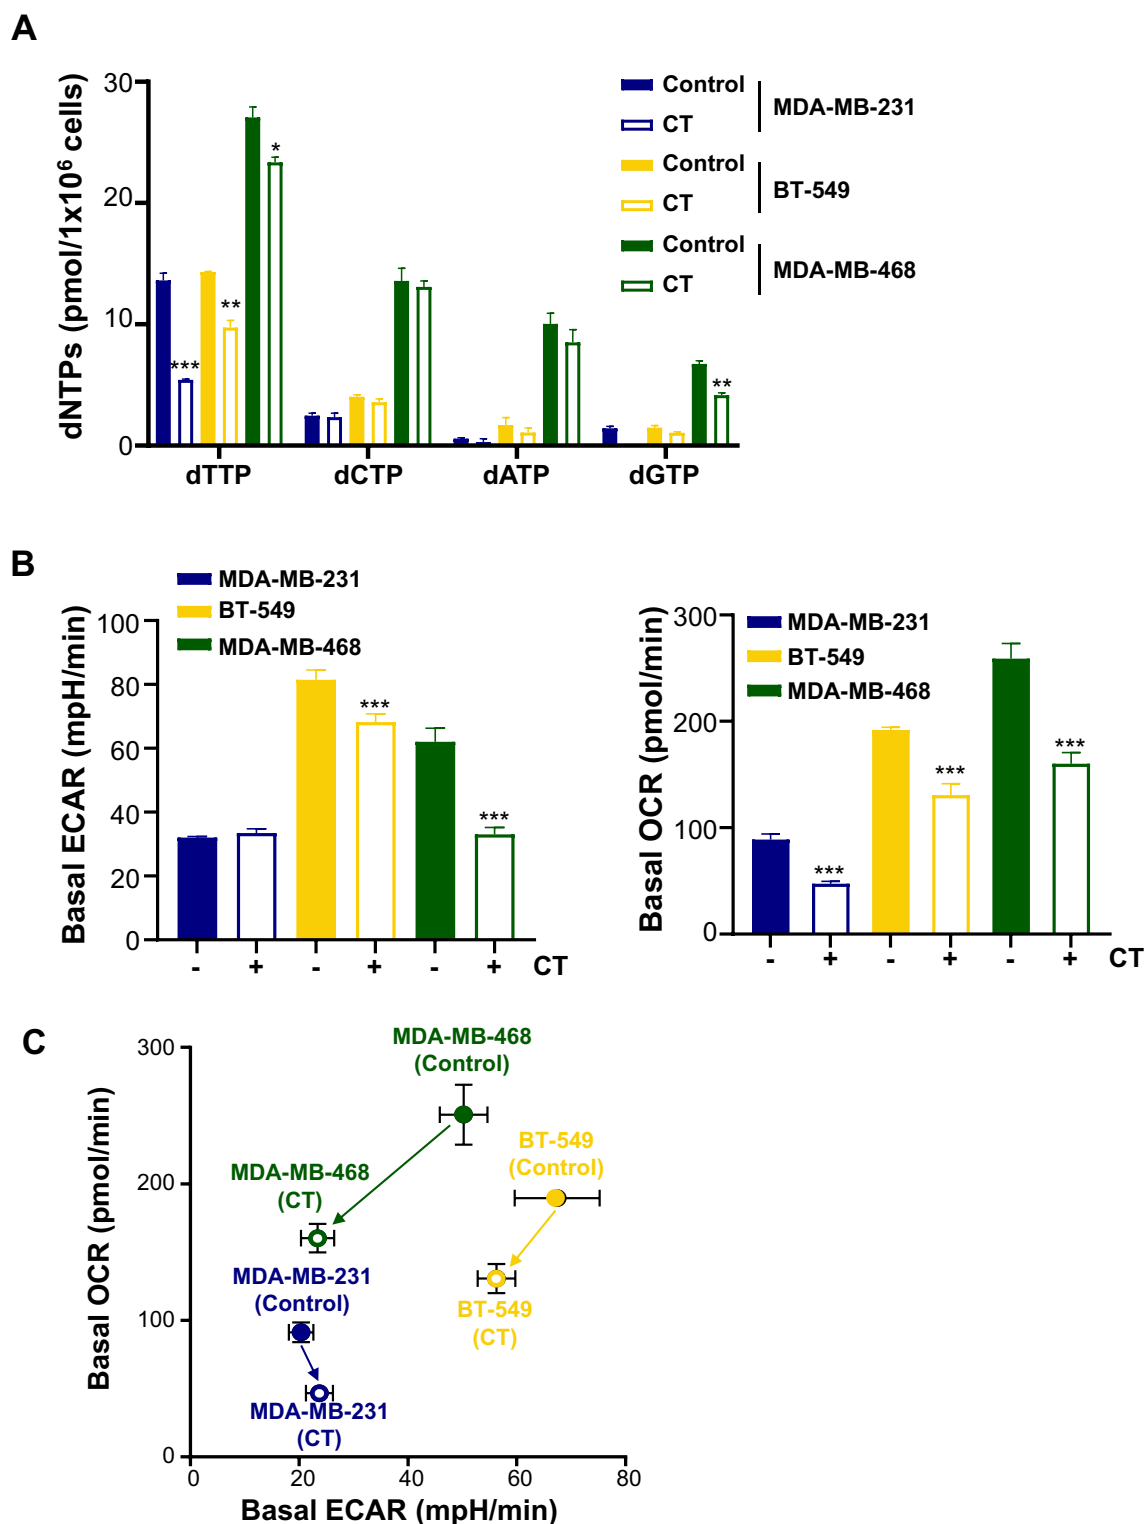 A
dNTPs (pmol/1x10⁶ cells)
30
20
10
0
***
**
*
**
dTTP
dCTP
dATP
dGTP
Control
CT
MDA-MB-231
Control
CT
BT-549
Control
CT
MDA-MB-468
B
MDA-MB-231
BT-549
MDA-MB-468
Basal ECAR (mpH/min)
100
80
60
40
20
0
***
***
- + - + - + CT
MDA-MB-231
BT-549
MDA-MB-468
Basal OCR (pmol/min)
300
200
100
0
***
***
***
- + - + - + CT
C
Basal OCR (pmol/min)
300
200
100
0
MDA-MB-468
(Control)
BT-549
(Control)
MDA-MB-468
(CT)
MDA-MB-231
(Control)
BT-549
(CT)
MDA-MB-231
(CT)
0 20 40 60 80
Basal ECAR (mpH/min)